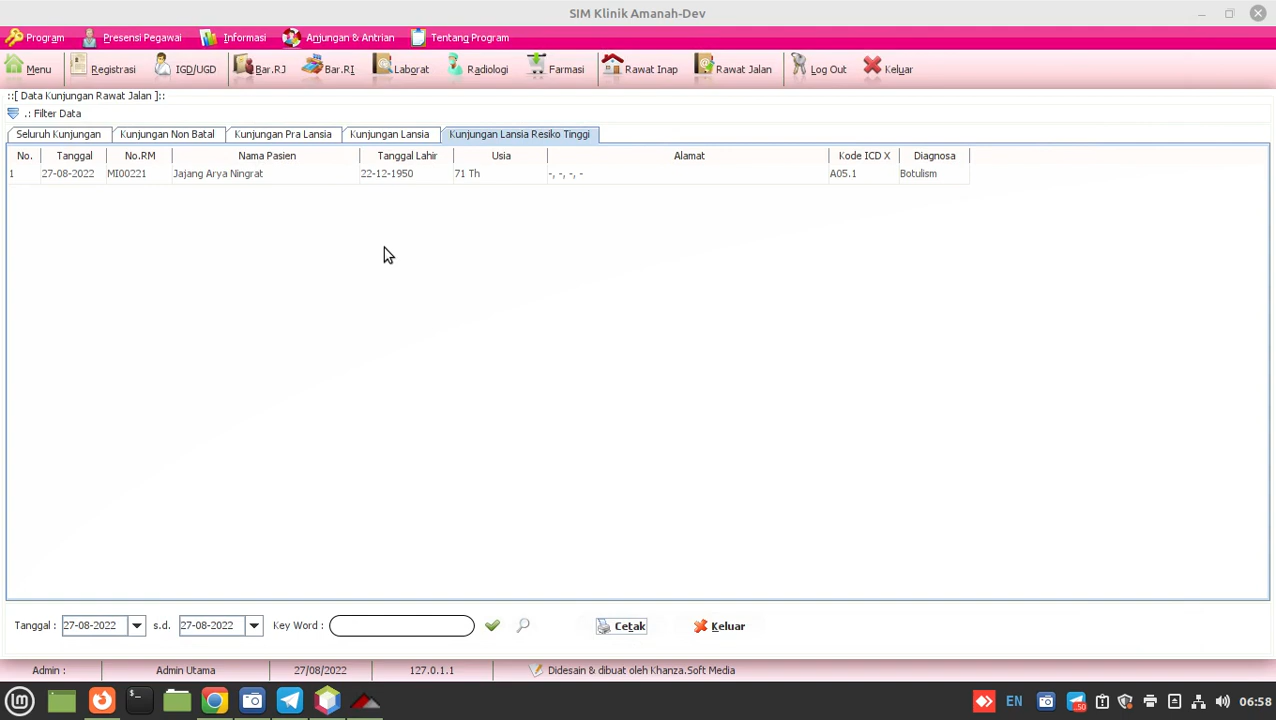 SIM Klinik Amanah-Dev
Program Presensi Pegawai Informasi Anjungan & Antrian Tentang Program
Menu Registrasi IGD/UGD Bar.RJ Bar.RI Laborat Radiologi Farmasi Rawat Inap Rawat Jalan Log Out Keluar
::[ Data Kunjungan Rawat Jalan ]::
.: Filter Data
Seluruh Kunjungan Kunjungan Non Batal Kunjungan Pra Lansia Kunjungan Lansia Kunjungan Lansia Resiko Tinggi
No. Tanggal No.RM Nama Pasien Tanggal Lahir Usia Alamat Kode ICD X Diagnosa
1 27-08-2022 MI00221 Jajang Arya Ningrat 22-12-1950 71 Th -, -, -, - A05.1 Botulism
Tanggal : 27-08-2022 s.d. 27-08-2022 Key Word : Cetak Keluar
Admin : Admin Utama 27/08/2022 127.0.1.1 Didesain & dibuat oleh Khanza.Soft Media
EN 50 06:58